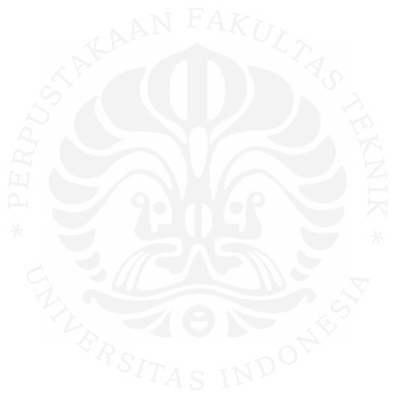 * PERPUSTAKAAN FAKULTAS TEKNIK *
UNIVERSITAS INDONESIA